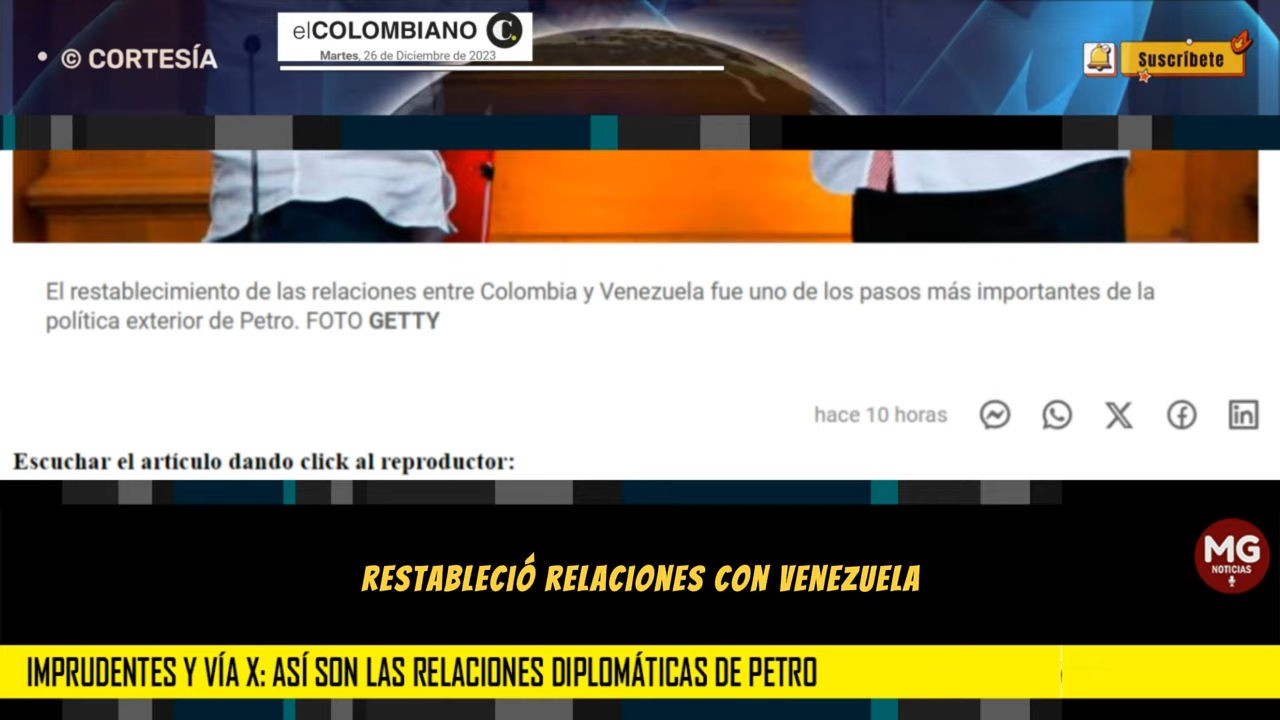 • © CORTESÍA
elCOLOMBIANO C.
Martes, 26 de Diciembre de 2023
Suscríbete
El restablecimiento de las relaciones entre Colombia y Venezuela fue uno de los pasos más importantes de la
política exterior de Petro. FOTO GETTY
hace 10 horas
Escuchar el artículo dando click al reproductor:
MG
NOTICIAS
RESTABLECIÓ RELACIONES CON VENEZUELA
IMPRUDENTES Y VÍA X: ASÍ SON LAS RELACIONES DIPLOMÁTICAS DE PETRO